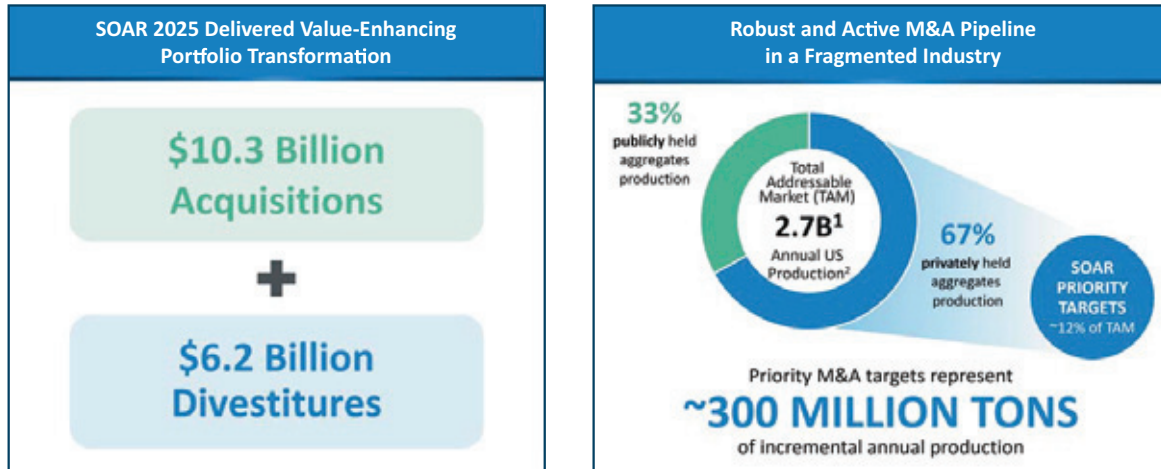 SOAR 2025 Delivered Value-Enhancing
Portfolio Transformation
$10.3 Billion
Acquisitions
+
$6.2 Billion
Divestitures
Robust and Active M&A Pipeline
in a Fragmented Industry
33%
publicly held
aggregates
production
Total
Addressable
Market (TAM)
2.7B¹
Annual US
Production²
67%
privately held
aggregates
production
SOAR
PRIORITY
TARGETS
~12% of TAM
Priority M&A targets represent
~300 MILLION TONS
of incremental annual production